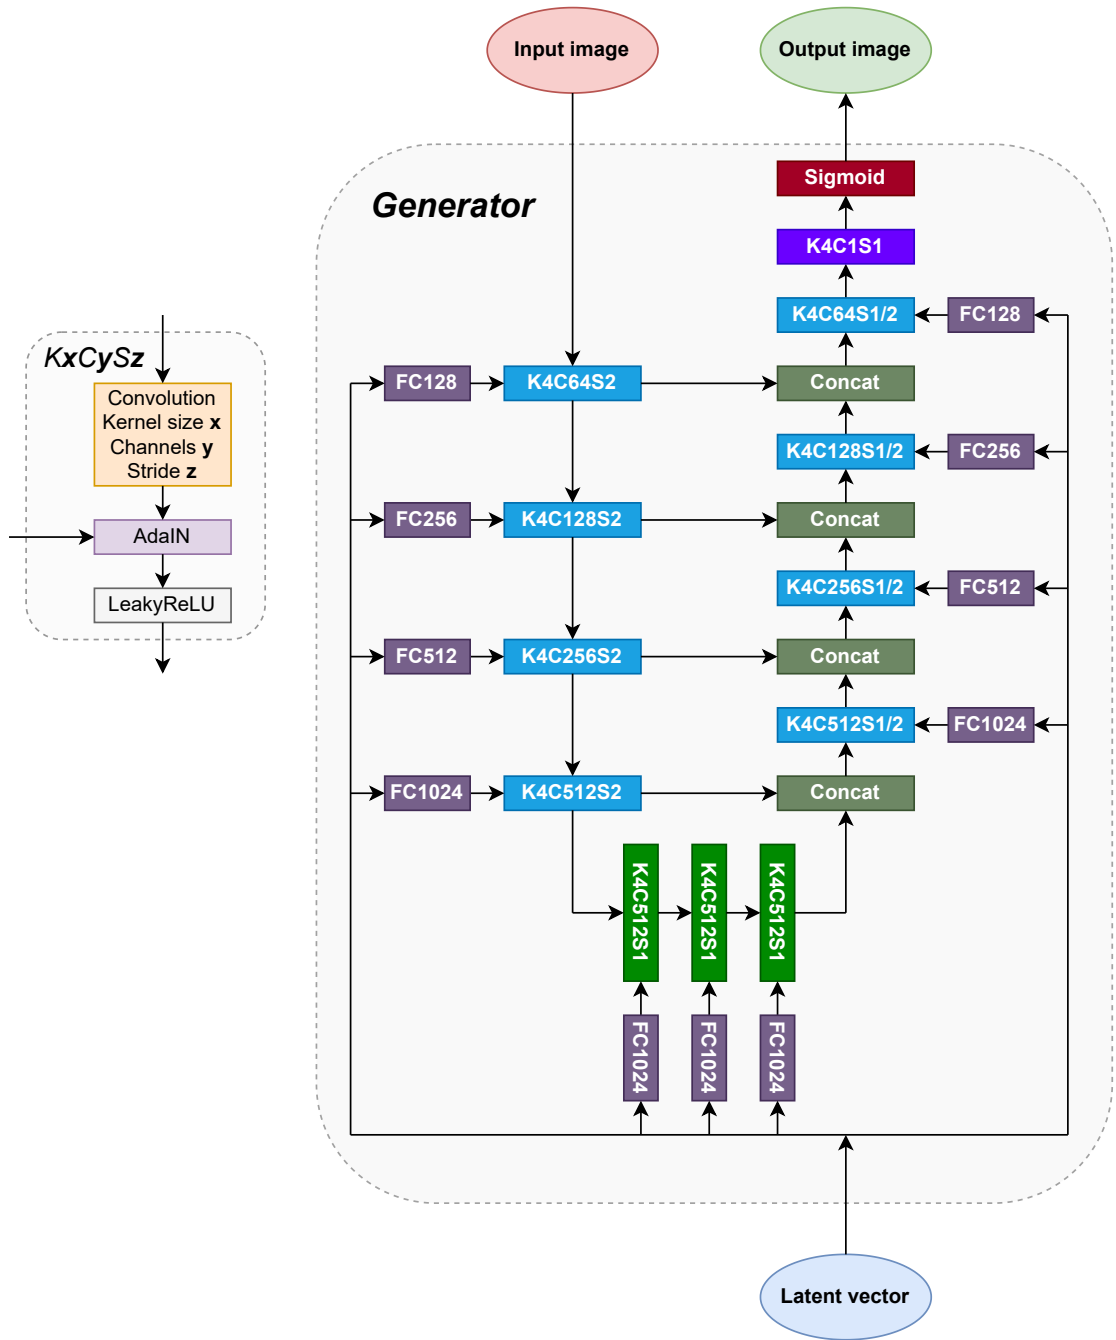 Input image
Output image
Generator
Sigmoid
K4C1S1
K4C64S1/2
FC128
KxCySz
Convolution
Kernel size x
Channels y
Stride z
AdaIN
LeakyReLU
FC128
K4C64S2
Concat
K4C128S1/2
FC256
FC256
K4C128S2
Concat
K4C256S1/2
FC512
FC512
K4C256S2
Concat
K4C512S1/2
FC1024
FC1024
K4C512S2
Concat
K4C512S1
K4C512S1
K4C512S1
FC1024
FC1024
FC1024
Latent vector